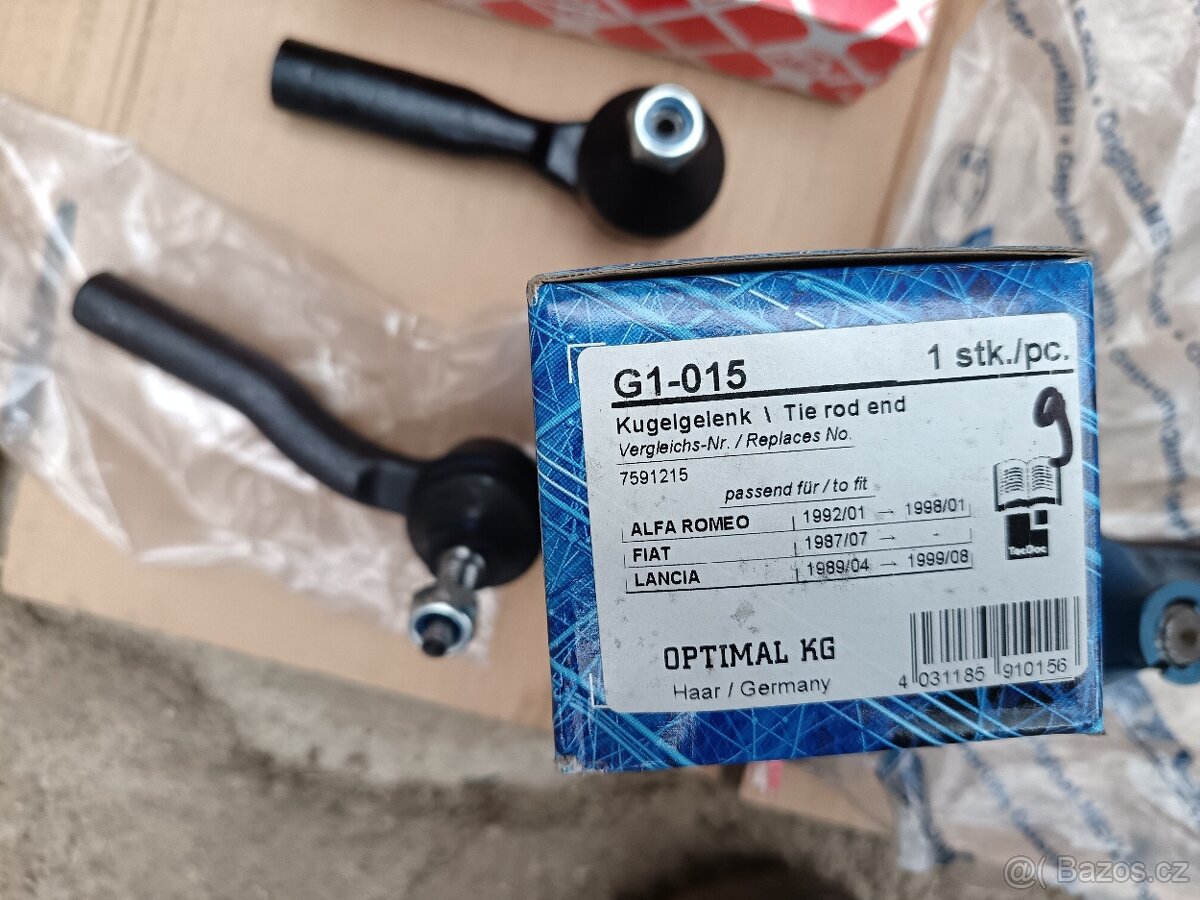 G1-015
1 stk./pc.
Kugelgelenk \ Tie rod end
Vergleichs-Nr. / Replaces No.
7591215
passend für / to fit
ALFA ROMEO 1992/01 → 1998/01
FIAT 1987/07 → -
LANCIA 1989/04 → 1999/08
9
TecDoc
OPTIMAL KG
Haar / Germany
4 031185 910156
Bazos.cz